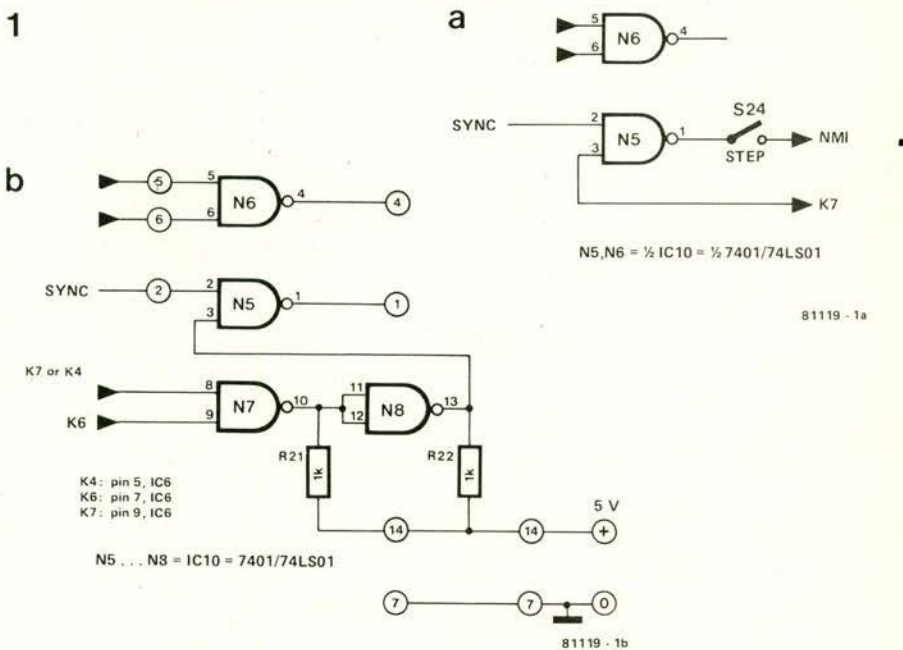 1
a
5
6
N6
4
SYNC
2
3
N5
1
S24
STEP
NMI
K7
N5,N6 = ½ IC10 = ½ 7401/74LS01
81119 - 1a
b
5
6
5
6
N6
4
4
SYNC
2
2
3
N5
1
1
K7 or K4
8
K6
9
N7
10
11
12
N8
13
R21
1k
R22
1k
K4: pin 5, IC6
K6: pin 7, IC6
K7: pin 9, IC6
5 V
14
14
+
N5 . . . N8 = IC10 = 7401/74LS01
7
7
0
81119 - 1b